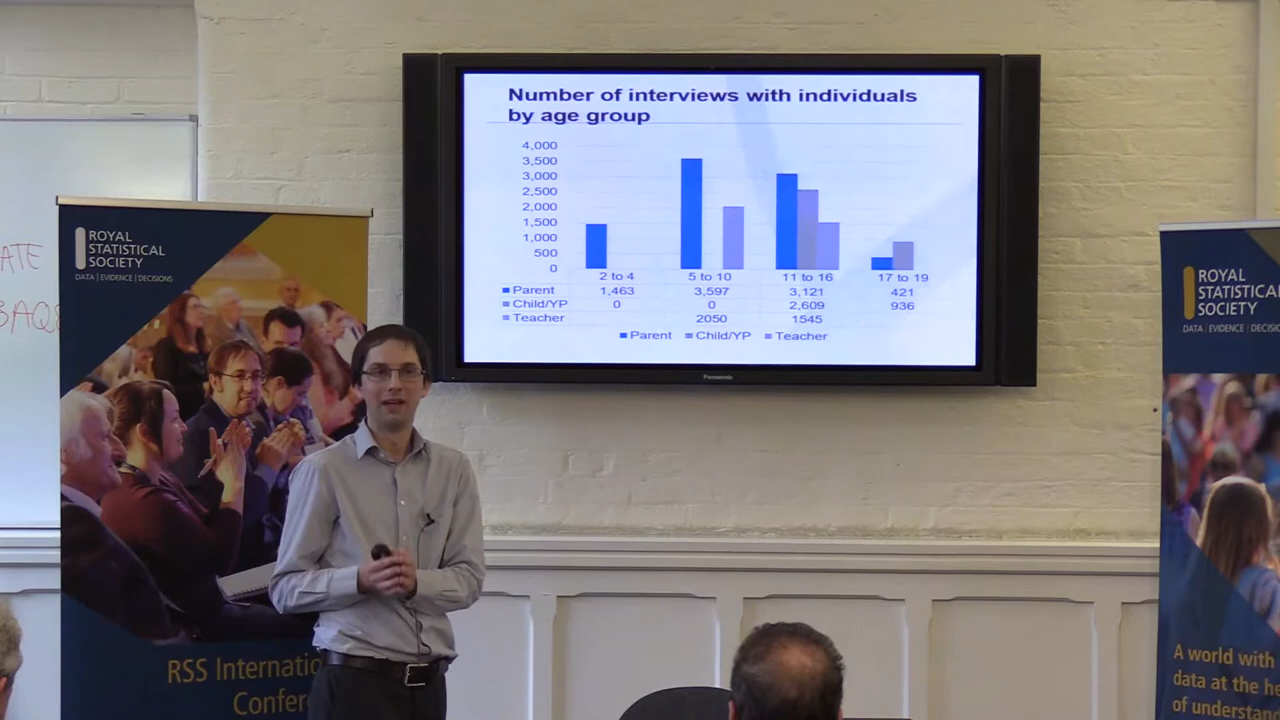 ATE
BAQS
ROYAL
STATISTICAL
SOCIETY
DATA | EVIDENCE | DECISIONS
RSS Internatio
Confer
Number of interviews with individuals
by age group
4,000
3,500
3,000
2,500
2,000
1,500
1,000
500
0
2 to 4 5 to 10 11 to 16 17 to 19
Parent 1,463 3,597 3,121 421
Child/YP 0 0 2,609 936
Teacher 2050 1545
Parent Child/YP Teacher
Panasonic
ROYAL
STATISTICAL
SOCIETY
DATA | EVIDENCE | DECISIO
A world with
data at the he
of understan